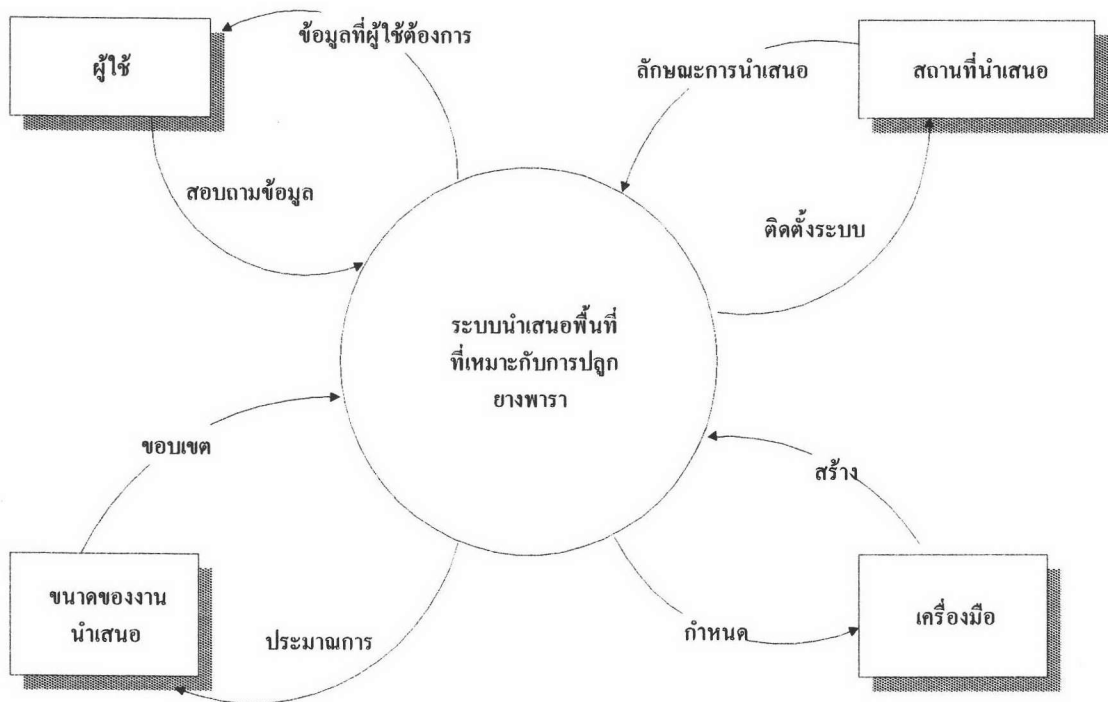 ข้อมูลที่ผู้ใช้ต้องการ
ผู้ใช้
ลักษณะการนำเสนอ
สถานที่นำเสนอ
สอบถามข้อมูล
ติดตั้งระบบ
ระบบนำเสนอพื้นที่
ที่เหมาะกับการปลูก
ยางพารา
ขอบเขต
สร้าง
ขนาดของงาน
นำเสนอ
ประมาณการ
กำหนด
เครื่องมือ